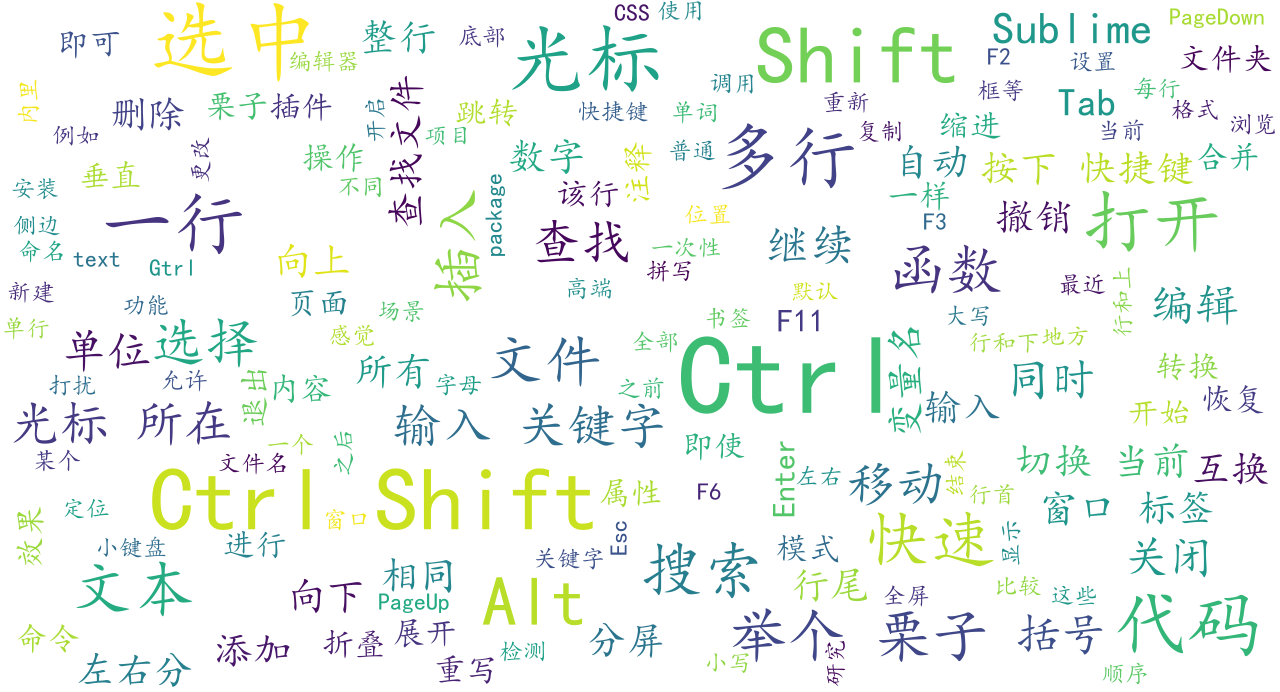 CSS 使用
PageDown
即可 选中 整行 底部 光标 Shift Sublime
编辑器 F2 设置 文件夹
内里 删除 栗子 插件 开启 查找文件 跳转 快捷键 调用 单词 重新 框等 Tab 每行 格式
例如 更改 操作 项目 数字 注释 普通 多行 复制 缩进 当前 浏览
安装 垂直 不同 package 该行 自动 按下 快捷键 合并
侧边 一行 插入 位置 一样 F3 撤销 打开
命名 text Gtrl 向上 查找 一次性 继续 函数
新建 功能 页面 高端 拼写 默认 最近 行和上 编辑
单行 感觉 场景 全部 书签 F11 大写 行和下 地方
单位 选择 文件 Ctrl 变量名 转换
打扰 允许 退出 内容 所有 字母 之前 同时 恢复
光标 所在 输入 关键字 输入 开始
某个 文件名 一个 之后 即使 Enter 左右 移动 结束 切换 当前 互换
Ctrl Shift 属性 F6 行首
效果 定位 窗口 Esc 快速 显示 窗口 标签
小键盘 进行 关键字 模式 关闭
文本 向下 相同 Alt 搜索 行尾 比较 这些
PageUp 全屏 代码
命令 添加 折叠 展开 分屏 举个 栗子 括号
左右分 重写 检测 小写 研究 顺序